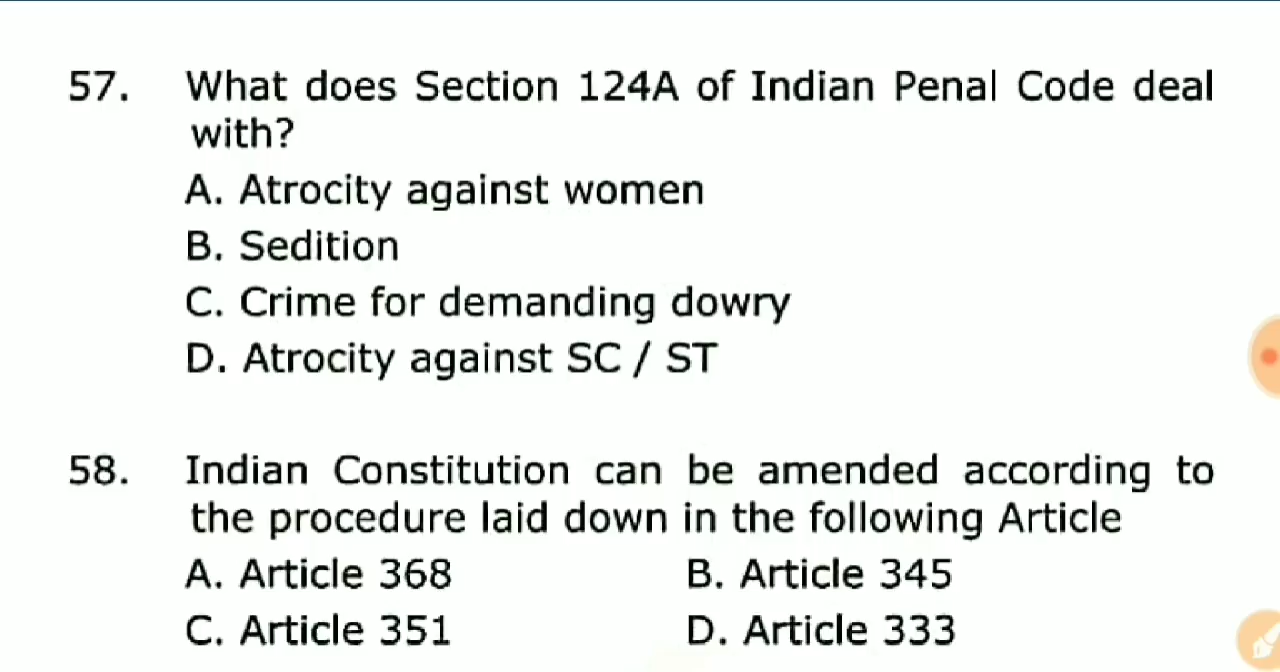 57. What does Section 124A of Indian Penal Code deal
with?
A. Atrocity against women
B. Sedition
C. Crime for demanding dowry
D. Atrocity against SC / ST
58. Indian Constitution can be amended according to
the procedure laid down in the following Article
A. Article 368 B. Article 345
C. Article 351 D. Article 333